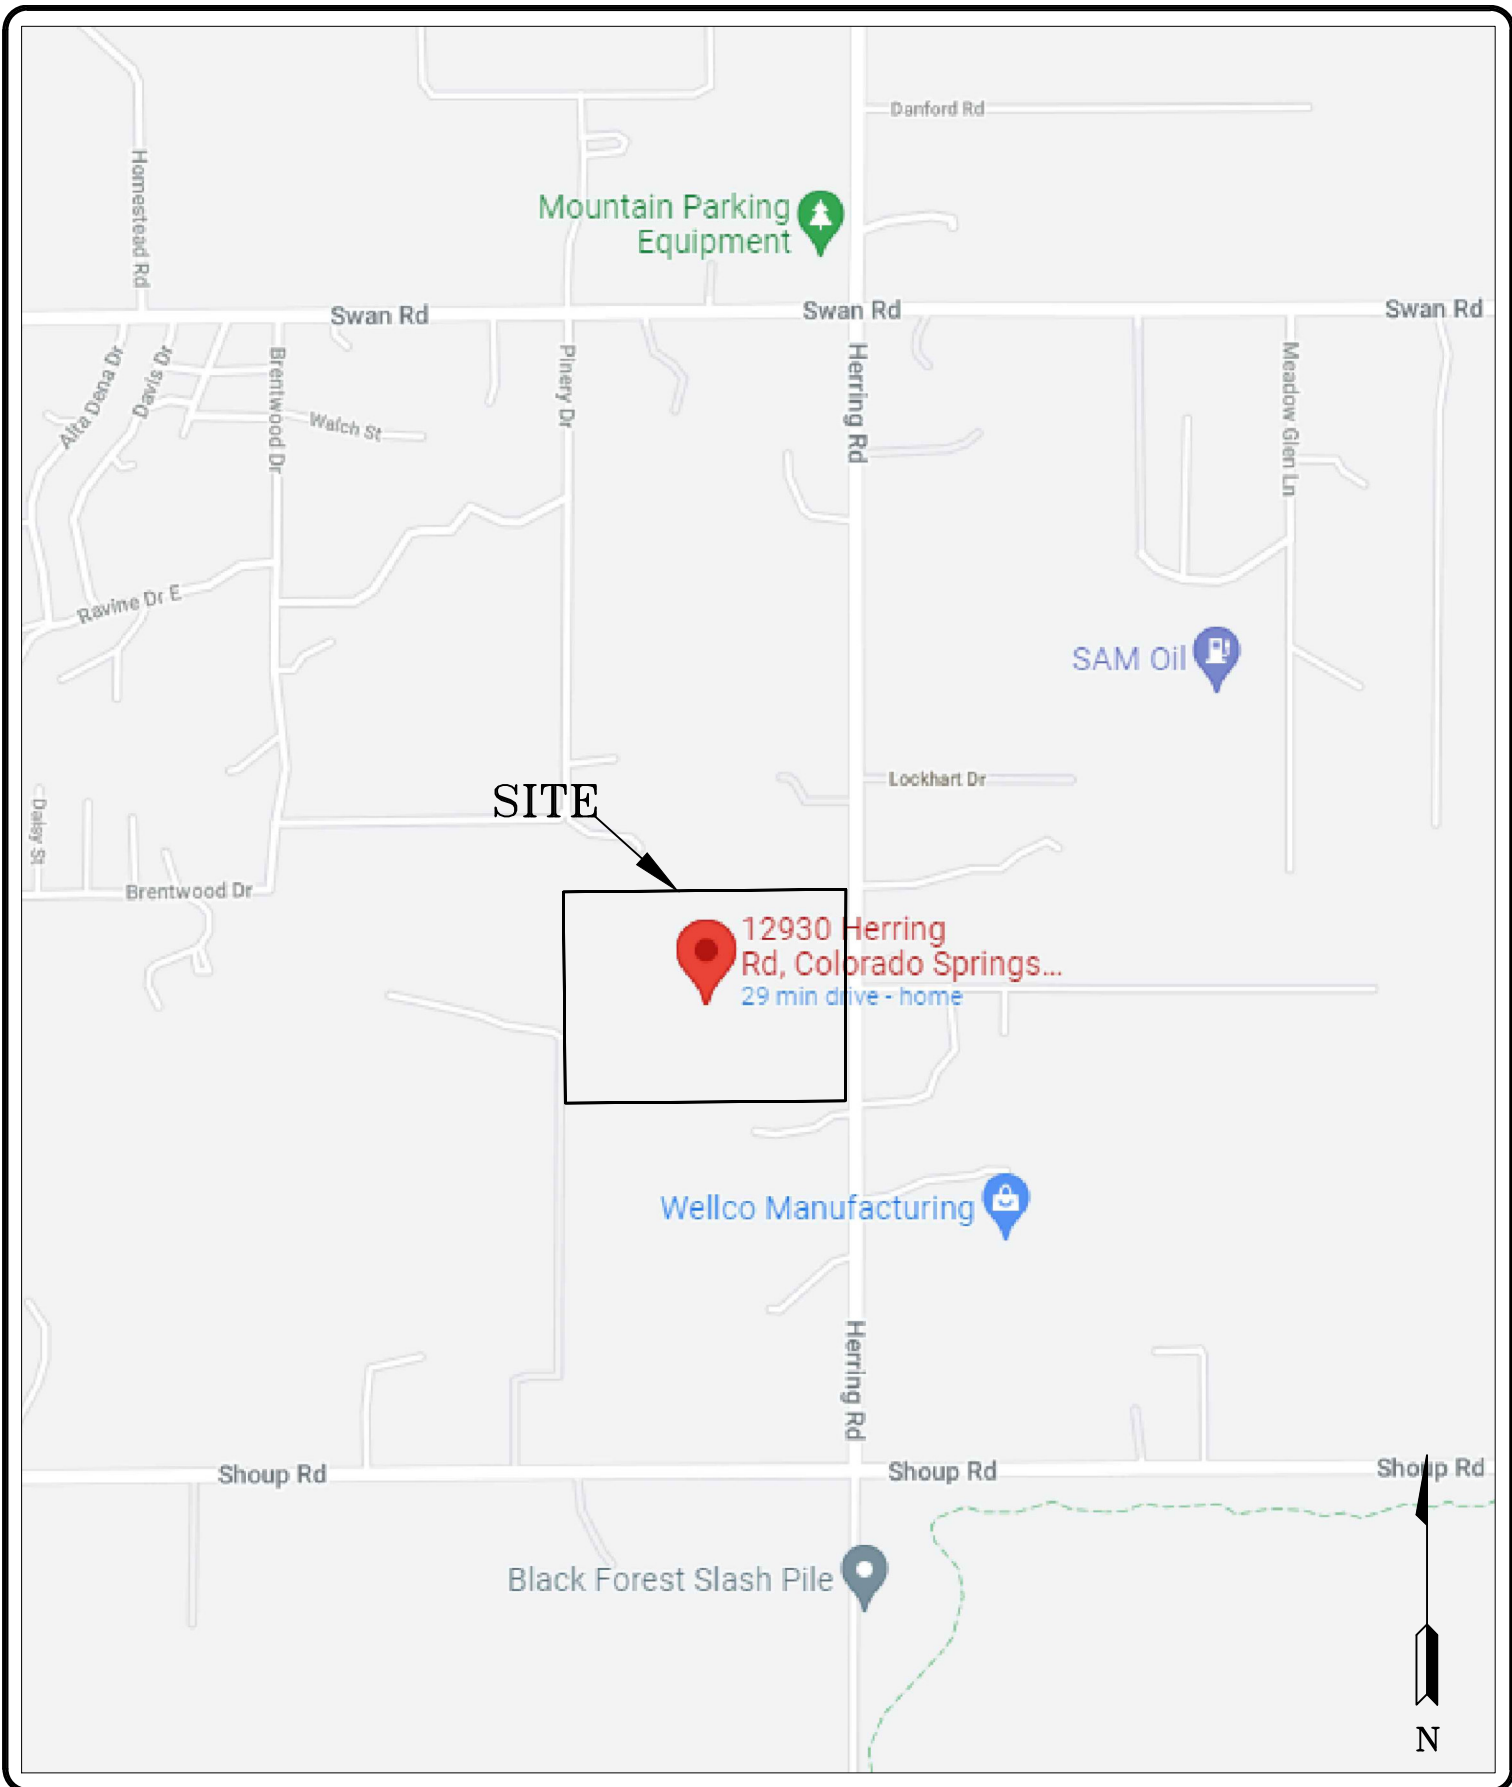 Danford Rd
Homestead Rd
Mountain Parking
Equipment
Swan Rd
Swan Rd
Swan Rd
Alta Dena Dr
Davis Dr
Brentwood Dr
Pinery Dr
Herring Rd
Meadow Glen Ln
Walch St
Ravine Dr E
SAM Oil
Lockhart Dr
SITE
Daisy St
Brentwood Dr
12930 Herring
Rd, Colorado Springs...
29 min drive - home
Wellco Manufacturing
Herring Rd
Shoup Rd
Shoup Rd
Shoup Rd
Black Forest Slash Pile
N